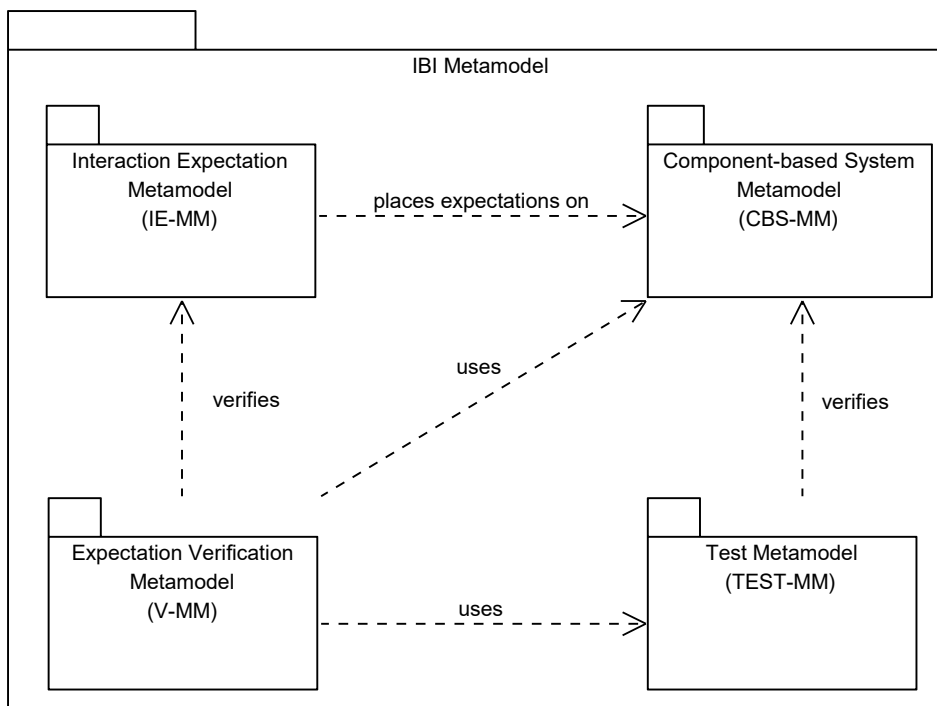 IBI Metamodel
Interaction Expectation
Metamodel
(IE-MM)
places expectations on
Component-based System
Metamodel
(CBS-MM)
verifies
uses
verifies
Expectation Verification
Metamodel
(V-MM)
uses
Test Metamodel
(TEST-MM)